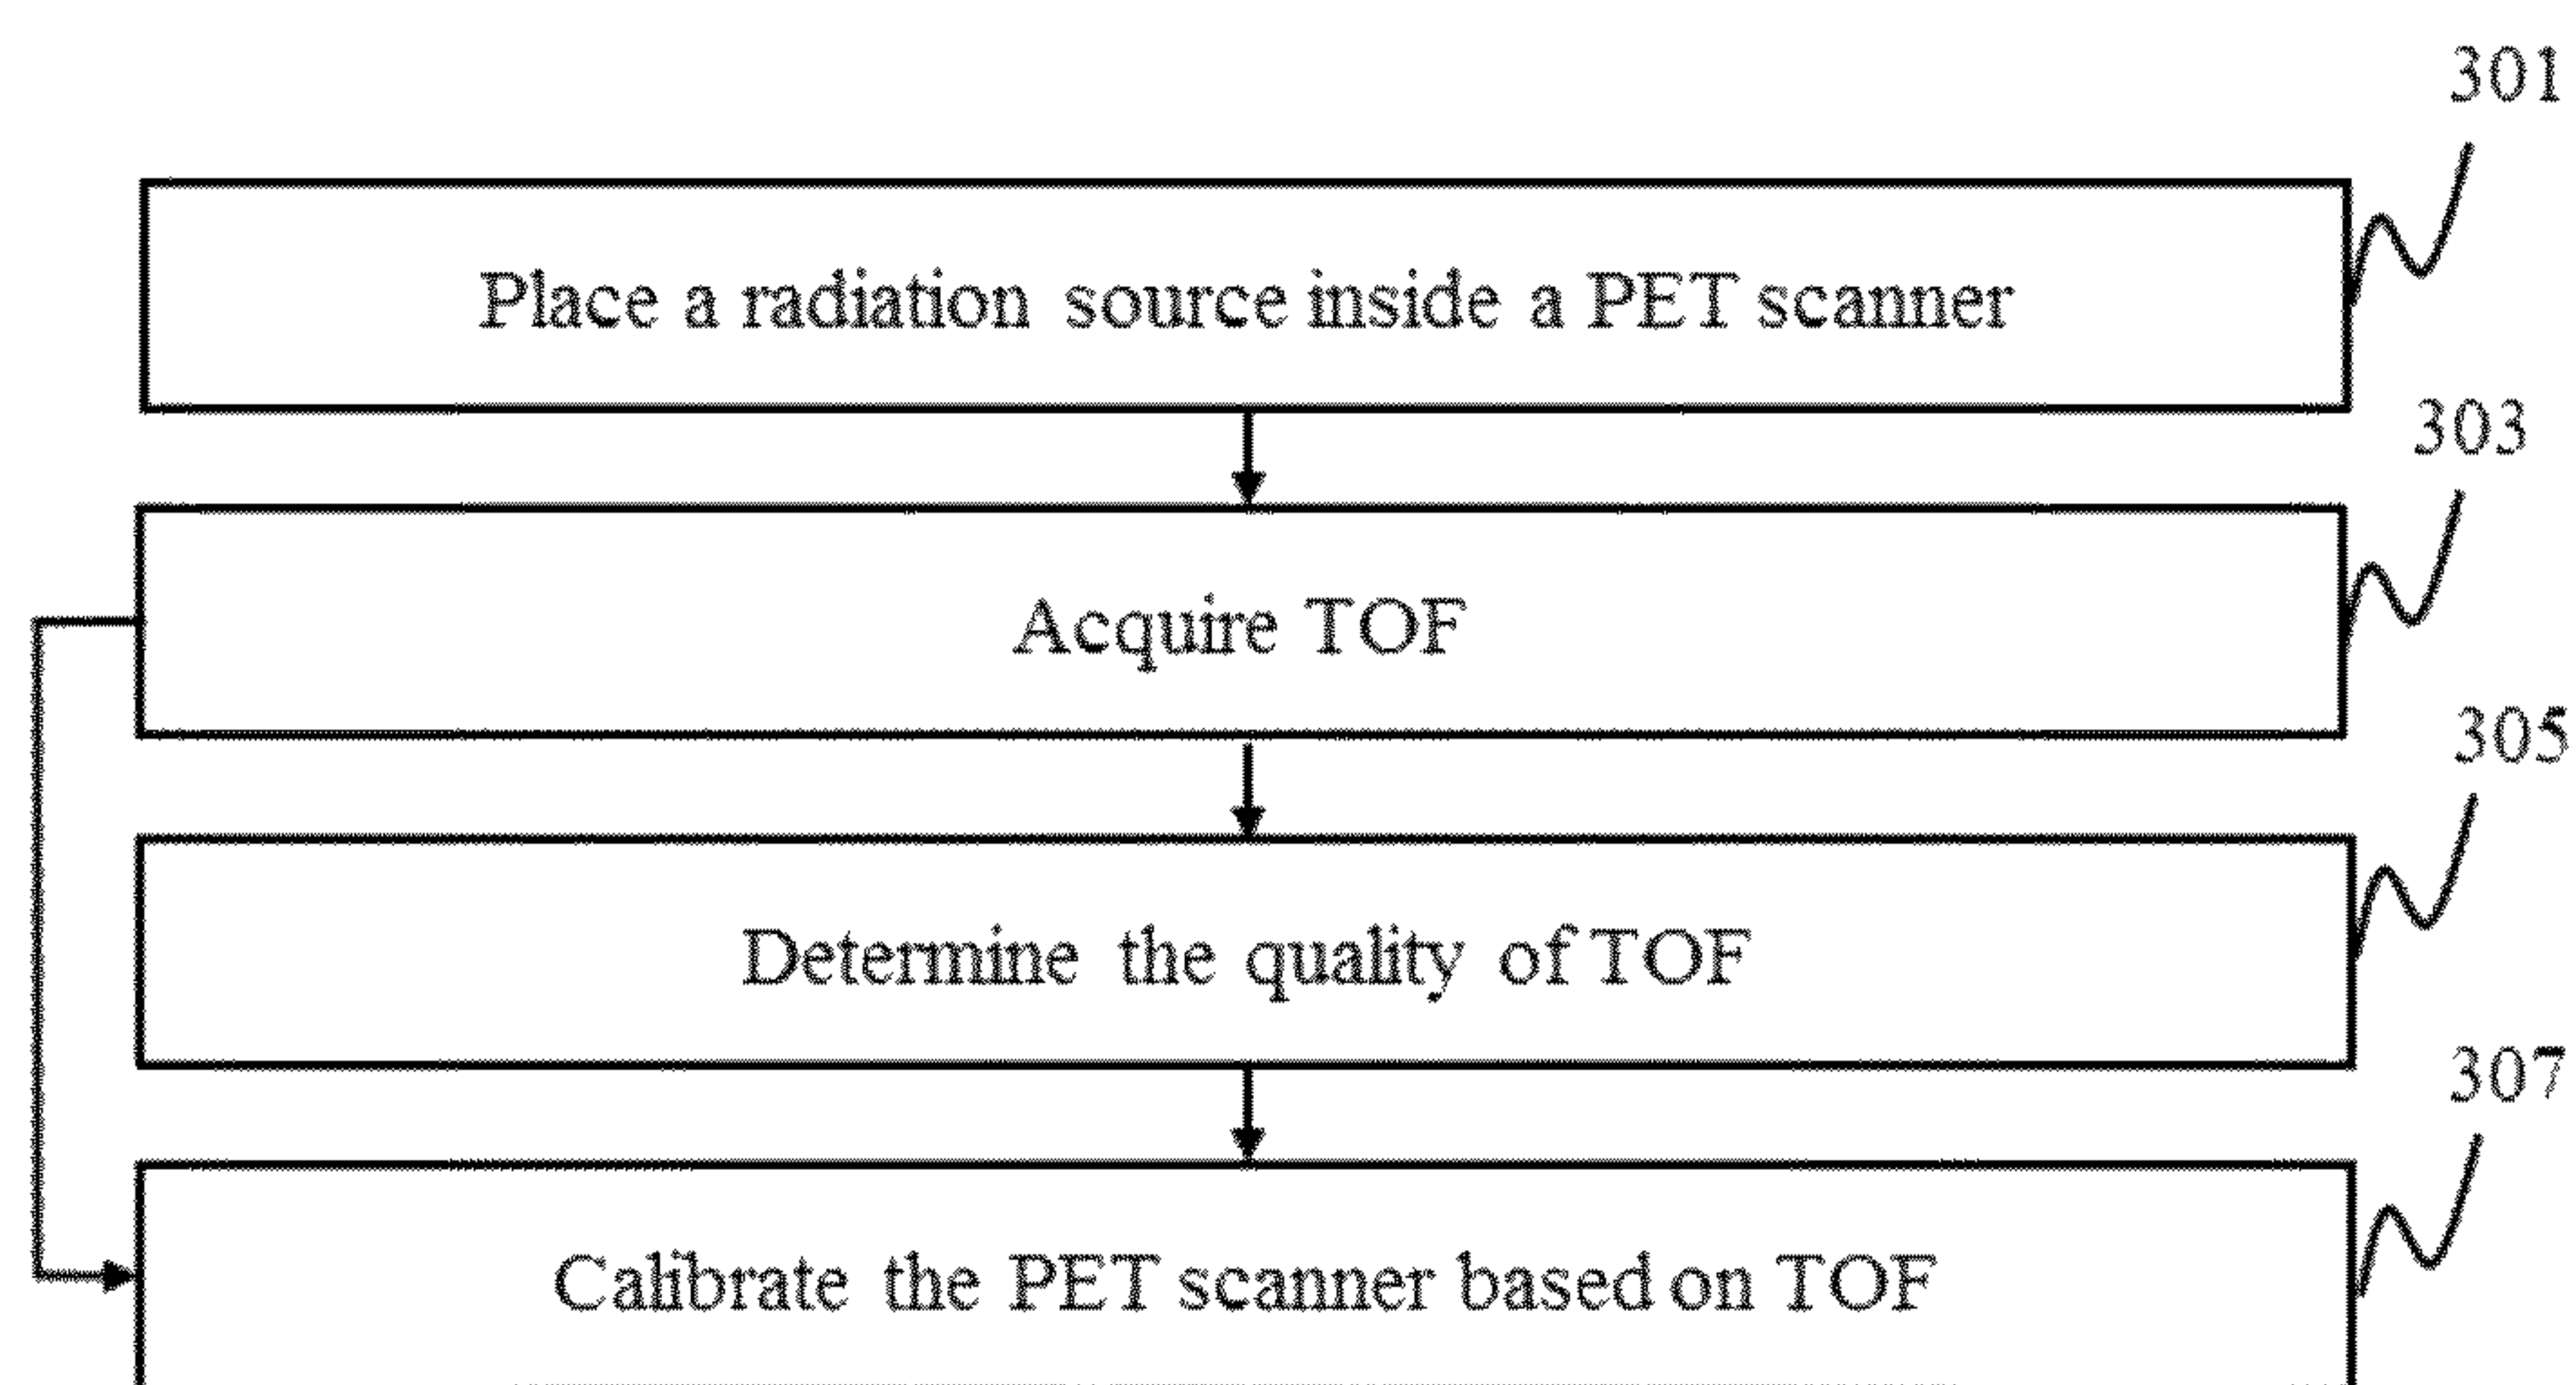 301
Place a radiation source inside a PET scanner
303
Acquire TOF
305
Determine the quality of TOF
307
Calibrate the PET scanner based on TOF